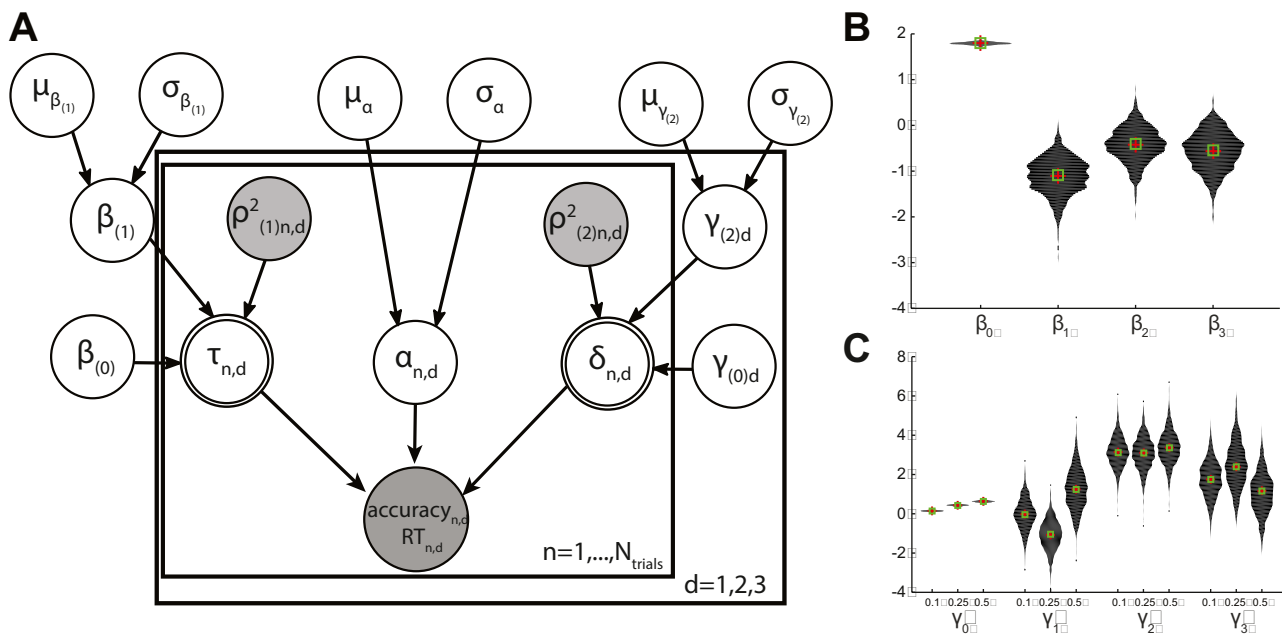 A
μβ(1)
σβ(1)
μα
σα
μγ(2)
σγ(2)
β(1)
ρ²(1)n,d
ρ²(2)n,d
γ(2)d
β(0)
τn,d
αn,d
δn,d
γ(0)d
accuracyn,d
RTn,d
n=1,...,Ntrials
d=1,2,3
B
2
1□
0□
-1□
-2□
-3□
-4□
β0□
β1□
β2□
β3□
C
8□
6□
4□
2□
0□
-2□
-4□
0.1□ 0.25□ 0.5□ 0.1□ 0.25□ 0.5□ 0.1□ 0.25□ 0.5□ 0.1□ 0.25□ 0.5□
γ0□ γ1□ γ2□ γ3□